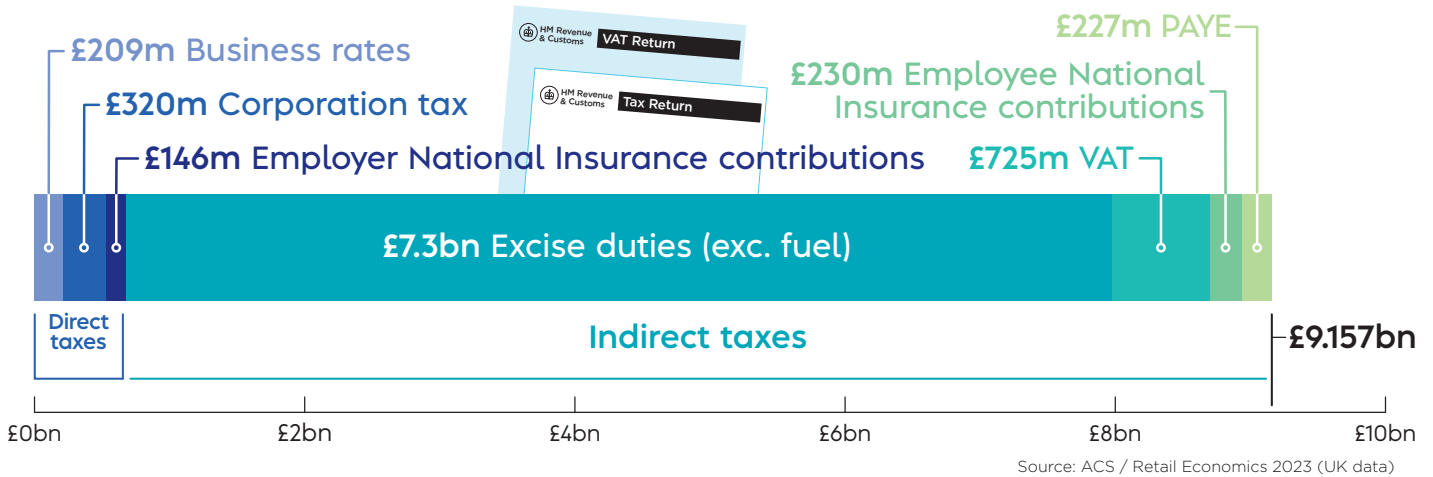 HM Revenue
& Customs
VAT Return
HM Revenue
& Customs
Tax Return
£209m Business rates
£320m Corporation tax
£146m Employer National Insurance contributions
£227m PAYE
£230m Employee National
Insurance contributions
£725m VAT
£7.3bn Excise duties (exc. fuel)
Direct
taxes
Indirect taxes
£9.157bn
£0bn
£2bn
£4bn
£6bn
£8bn
£10bn
Source: ACS / Retail Economics 2023 (UK data)